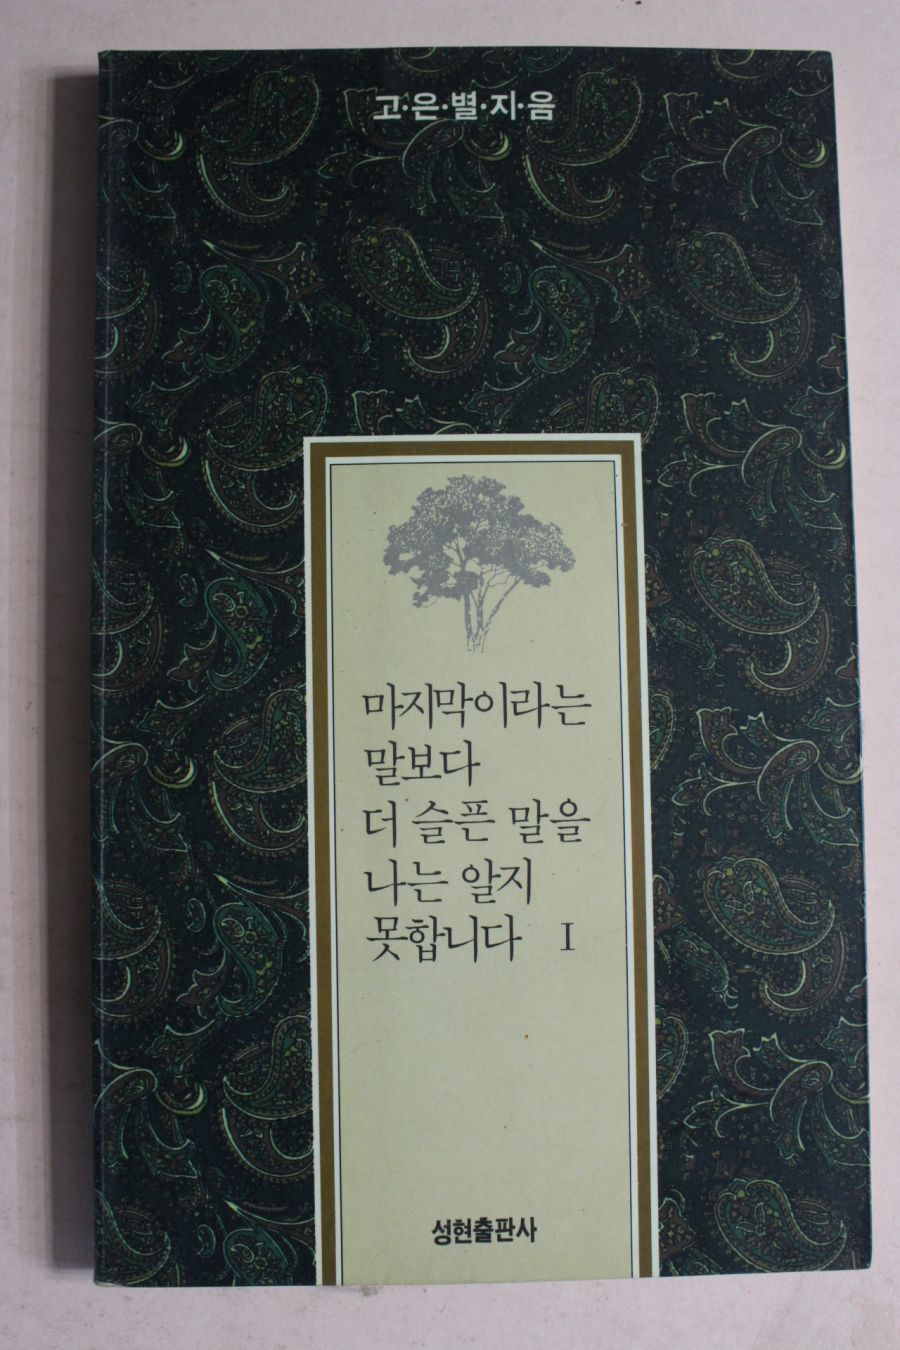 고·은·별·지·음
마지막이라는
말보다
더 슬픈 말을
나는 알지
못합니다 I
성현출판사